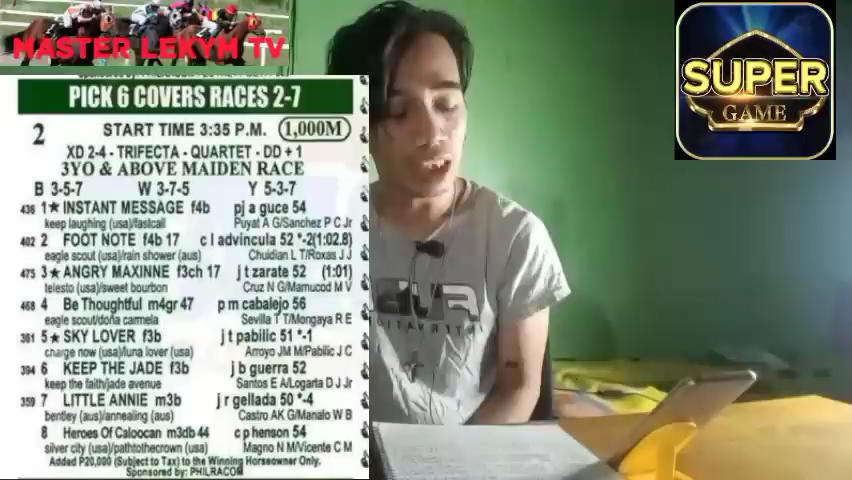 MASTER LEKYM TV
SUPER
GAME
PICK 6 COVERS RACES 2-7
2 START TIME 3:35 P.M. 1,000M
XD 2-4 - TRIFECTA - QUARTET - DD + 1
3YO & ABOVE MAIDEN RACE
B 3-5-7 W 3-7-5 Y 5-3-7
436 1★ INSTANT MESSAGE f4b pj a guce 54
keep laughing (usa)/fastcall Puyat A G/Sanchez P C Jr
402 2 FOOT NOTE f4b 17 c l advincula 52 *-2(1:02.8)
eagle scout/rain shower (aus) Chuidian L T/Roxas J J
475 3★ ANGRY MAXINNE f3ch 17 j t zarate 52 (1:01)
telesto (usa)/sweet bourbon Cruz N G/Mamucod M V
468 4 Be Thoughtful m4gr 47 p m cabalejo 56
eagle scout/doña carmela Sevilla T T/Mongaya R E
361 5★ SKY LOVER f3b j t pabilic 51 *-1
charge now (usa)/luna lover (usa) Arroyo JM M/Pabilic J C
394 6 KEEP THE JADE f3b j b guerra 52
keep the faith/jade avenue Santos E A/Logarta D J Jr
359 7 LITTLE ANNIE m3b j r gellada 50 *-4
bentley (aus)/annealing (aus) Castro AK G/Manalo W B
8 Heroes Of Caloocan m3db 44 c p henson 54
silver city (usa)/pathtothecrown (usa) Magno N M/Vicente C M
Added P20,000 (Subject to Tax) to the Winning Horseowner Only.
Sponsored by: PHILRACOM